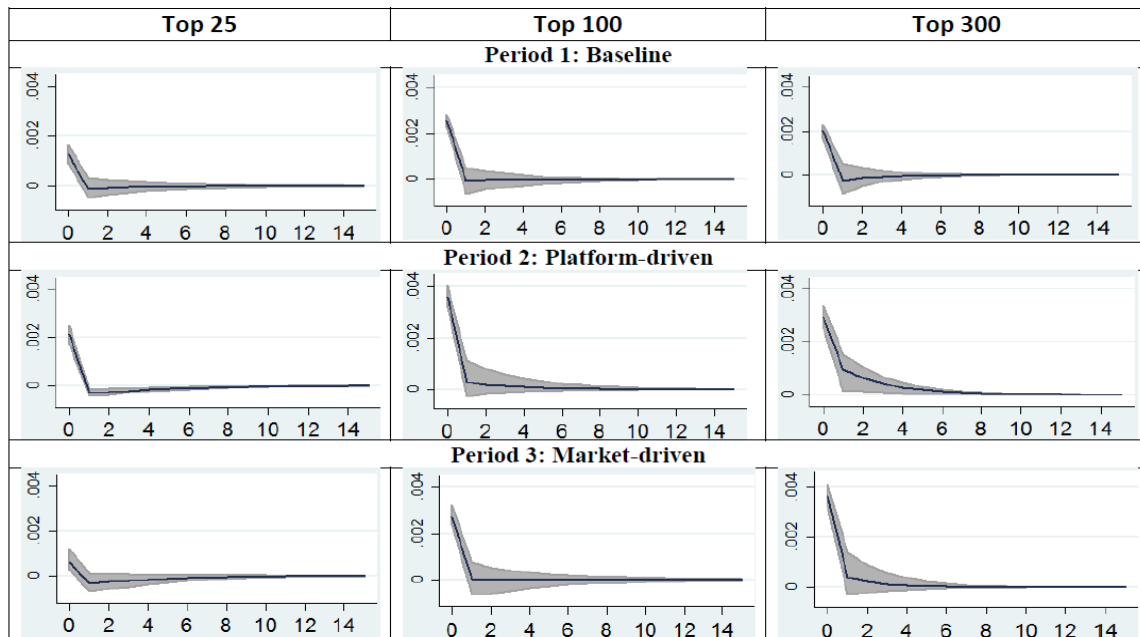 Top 25 Top 100 Top 300
Period 1: Baseline
.004 .004 .004
.002 .002 .002
0 0 0
0 2 4 6 8 10 12 14 0 2 4 6 8 10 12 14 0 2 4 6 8 10 12 14
Period 2: Platform-driven
.004 .004 .004
.002 .002 .002
0 0 0
0 2 4 6 8 10 12 14 0 2 4 6 8 10 12 14 0 2 4 6 8 10 12 14
Period 3: Market-driven
.004 .004 .004
.002 .002 .002
0 0 0
0 2 4 6 8 10 12 14 0 2 4 6 8 10 12 14 0 2 4 6 8 10 12 14